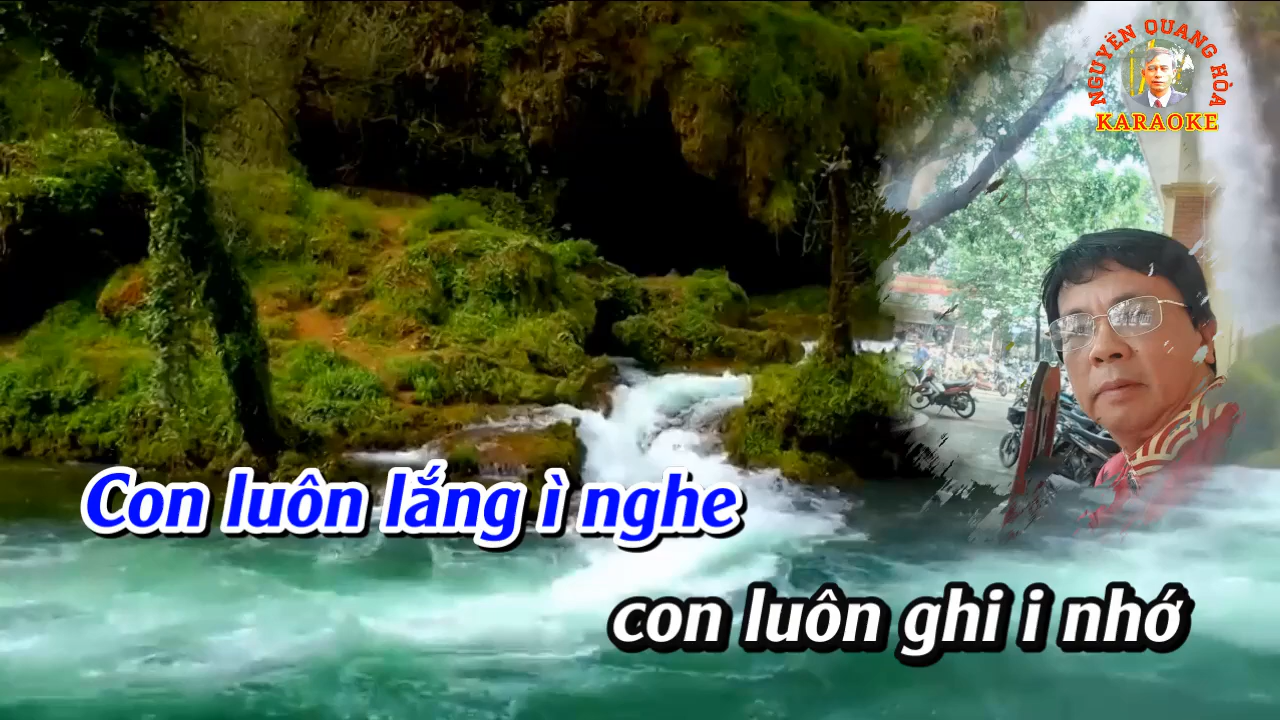 NGUYỄN QUANG HÒA
KARAOKE
Con luôn lắng ì nghe
con luôn ghi i nhớ